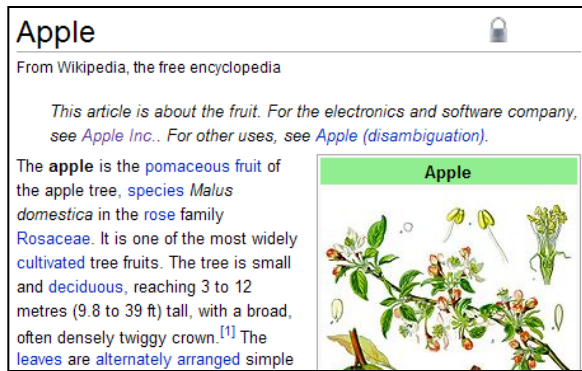 Apple
From Wikipedia, the free encyclopedia
This article is about the fruit. For the electronics and software company,
see Apple Inc.. For other uses, see Apple (disambiguation).
The apple is the pomaceous fruit of
the apple tree, species Malus
domestica in the rose family
Rosaceae. It is one of the most widely
cultivated tree fruits. The tree is small
and deciduous, reaching 3 to 12
metres (9.8 to 39 ft) tall, with a broad,
often densely twiggy crown.[1] The
leaves are alternately arranged simple
Apple